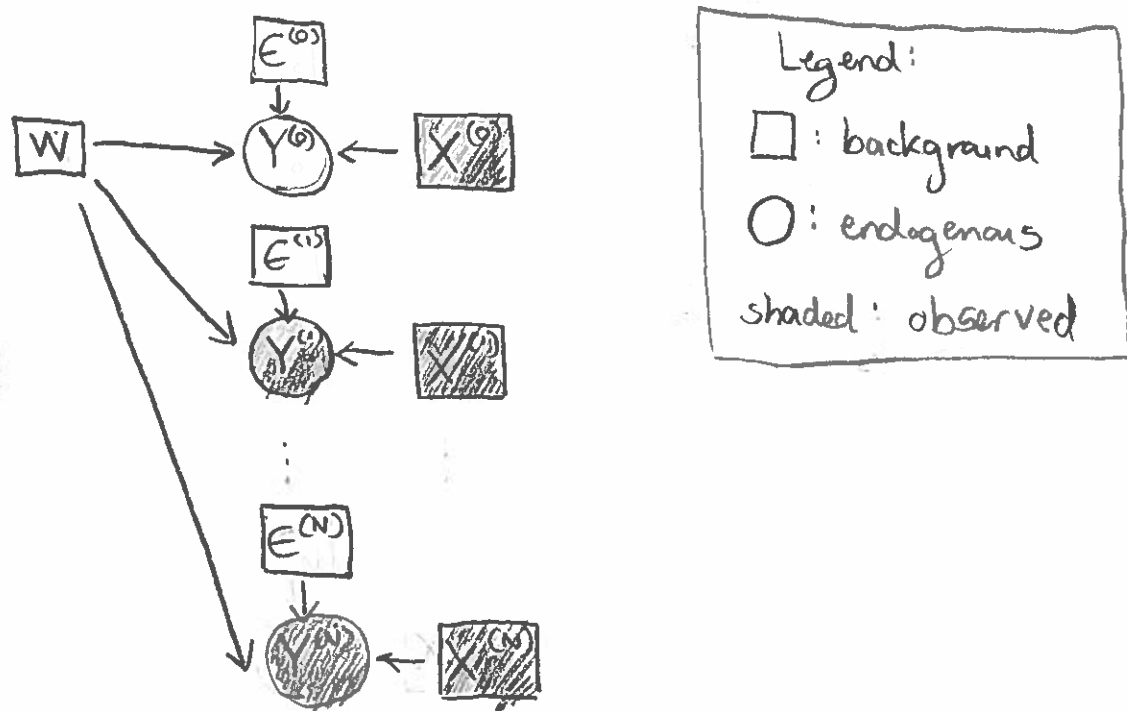 ϵ^(0)
W
Y^(0)
X^(0)
ϵ^(1)
Y^(1)
X^(1)
ϵ^(N)
Y^(N)
X^(N)
Legend:
: background
: endogenous
shaded: observed